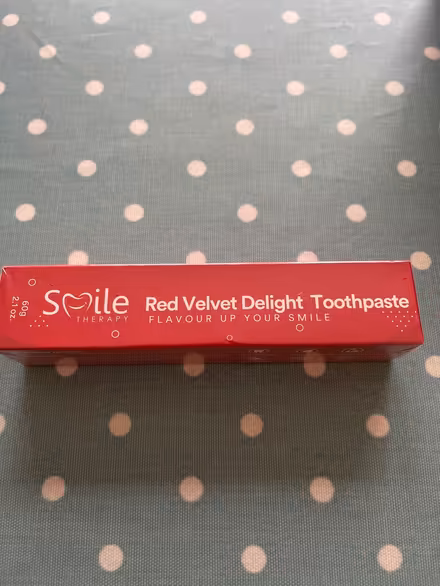 60g
2.1 oz.
Smile
THERAPY
Red Velvet Delight Toothpaste
FLAVOUR UP YOUR SMILE